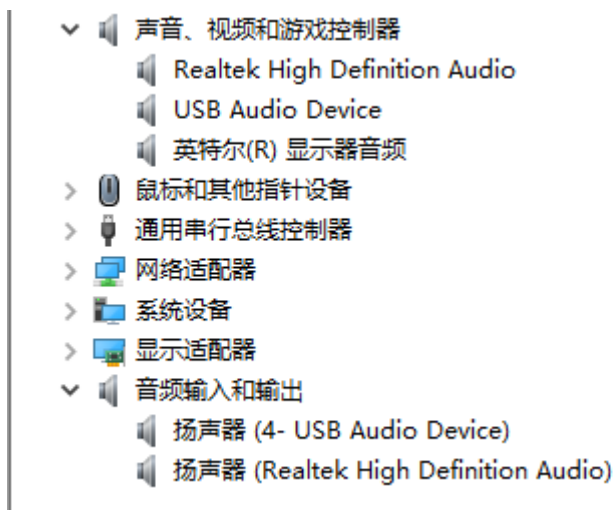 声音、视频和游戏控制器
Realtek High Definition Audio
USB Audio Device
英特尔(R) 显示器音频
鼠标和其他指针设备
通用串行总线控制器
网络适配器
系统设备
显示适配器
音频输入和输出
扬声器 (4- USB Audio Device)
扬声器 (Realtek High Definition Audio)